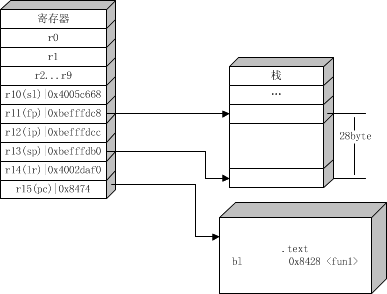 寄存器
r0
r1
r2...r9
r10(sl)|0x4005c668
r11(fp)|0xbefffdc8
r12(ip)|0xbefffdcc
r13(sp)|0xbefffdb0
r14(lr)|0x4002daf0
r15(pc)|0x8474
栈
…
28byte
.text
bl 0x8428 <fun1>